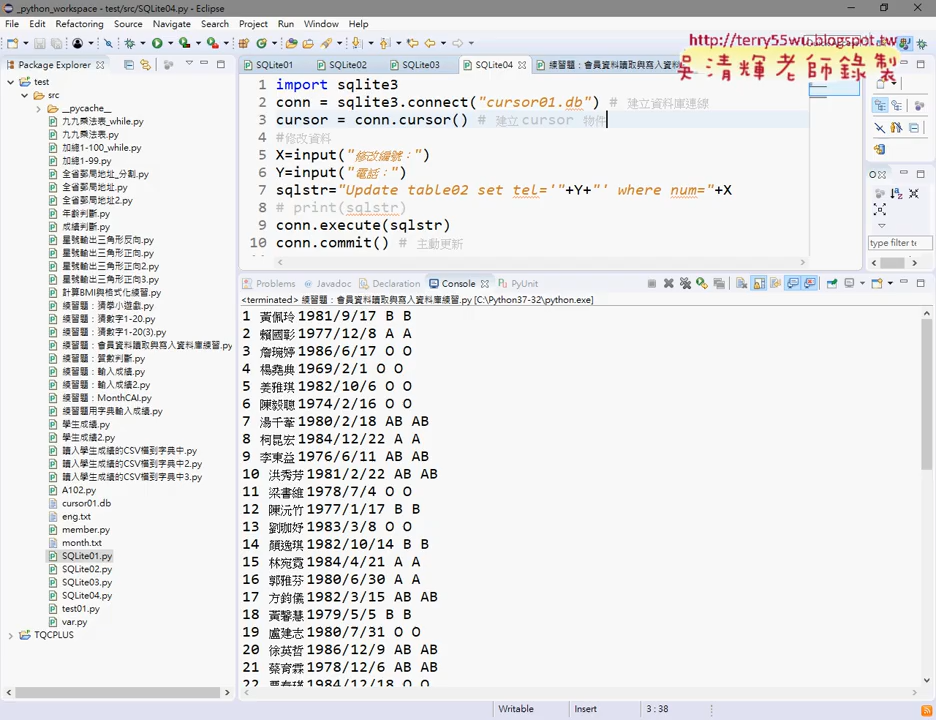 _python_workspace - test/src/SQLite04.py - Eclipse
File Edit Refactoring Source Navigate Search Project Run Window Help
http://terry55wu.blogspot.tw
吳清輝老師錄製
Package Explorer
test
src
__pycache__
九九乘法表_while.py
九九乘法表.py
加總1-100_while.py
加總1-99.py
全省郵局地址_分割.py
全省郵局地址.py
全省郵局地址2.py
年齡判斷.py
成績判斷.py
星號輸出三角形反向.py
星號輸出三角形正向.py
星號輸出三角形正向2.py
星號輸出三角形正向3.py
計算BMI與格式化練習.py
練習題：猜拳小遊戲.py
練習題：猜數字1-20.py
練習題：猜數字1-20(3).py
練習題：會員資料讀取與寫入資料庫練習.py
練習題：質數判斷.py
練習題：輸入成績.py
練習題：輸入成績2.py
練習題：MonthCAI.py
練習題用字典輸入成績.py
學生成績.py
學生成績2.py
讀入學生成績的CSV檔到字典中.py
讀入學生成績的CSV檔到字典中2.py
讀入學生成績的CSV檔到字典中3.py
A102.py
cursor01.db
eng.txt
member.py
month.txt
SQLite01.py
SQLite02.py
SQLite03.py
SQLite04.py
test01.py
var.py
TQCPLUS
SQLite01 SQLite02 SQLite03 SQLite04 練習題：會員資料讀取與寫入資
1 import sqlite3
2 conn = sqlite3.connect("cursor01.db") # 建立資料庫連線
3 cursor = conn.cursor() # 建立 cursor 物件
4 #修改資料
5 X=input("修改編號：")
6 Y=input("電話：")
7 sqlstr="Update table02 set tel='"+Y+"' where num="+X
8 # print(sqlstr)
9 conn.execute(sqlstr)
10 conn.commit() # 主動更新
type filter te
Problems Javadoc Declaration Console PyUnit
<terminated> 練習題：會員資料讀取與寫入資料庫練習.py [C:\Python37-32\python.exe]
1 黃佩玲 1981/9/17 B B
2 賴國彰 1977/12/8 A A
3 詹琬婷 1986/6/17 O O
4 楊堯典 1969/2/1 O O
5 姜雅琪 1982/10/6 O O
6 陳毅聰 1974/2/16 O O
7 湯千葦 1980/2/18 AB AB
8 柯昆宏 1984/12/22 A A
9 李東益 1976/6/11 AB AB
10 洪秀芳 1981/2/22 AB AB
11 梁書維 1978/7/4 O O
12 陳沅竹 1977/1/17 B B
13 劉珈妤 1983/3/8 O O
14 顏逸琪 1982/10/14 B B
15 林宛霓 1984/4/21 A A
16 郭雅芬 1980/6/30 A A
17 方鈞儀 1982/3/15 AB AB
18 黃馨慧 1979/5/5 B B
19 盧建志 1980/7/31 O O
20 徐英哲 1986/12/9 AB AB
21 蔡育霖 1978/12/6 AB AB
22 1984/12/18 O O
Writable Insert 3 : 38